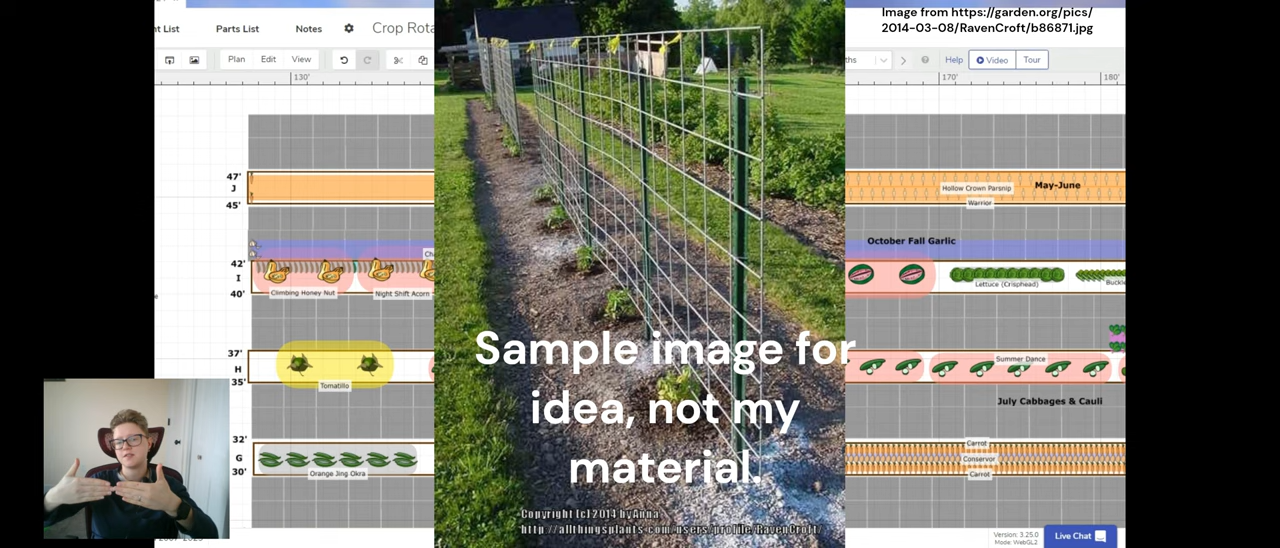 Image from https://garden.org/pics/
2014-03-08/RavenCroft/b86871.jpg
Parts List
Notes
Crop Rota
Plan
Edit
View
Help
Video
Tour
130'
170'
180'
47'
J
45'
Hollow Crown Parsnip
May-June
Warrior
October Fall Garlic
42'
I
40'
Climbing Honey Nut
Night Shift Acorn
Lettuce (Crisphead)
37'
H
35'
Tomatillo
Summer Dance
July Cabbages & Cauli
32'
G
30'
Orange Jing Okra
Carrot
Conservor
Carrot
Sample image for
idea, not my
material.
Copyright (c) 2014 by Anna
http://allthingsplants.com/users/profile/RavenCroft/
Version: 3.25.0
Mode: WebGL2
Live Chat